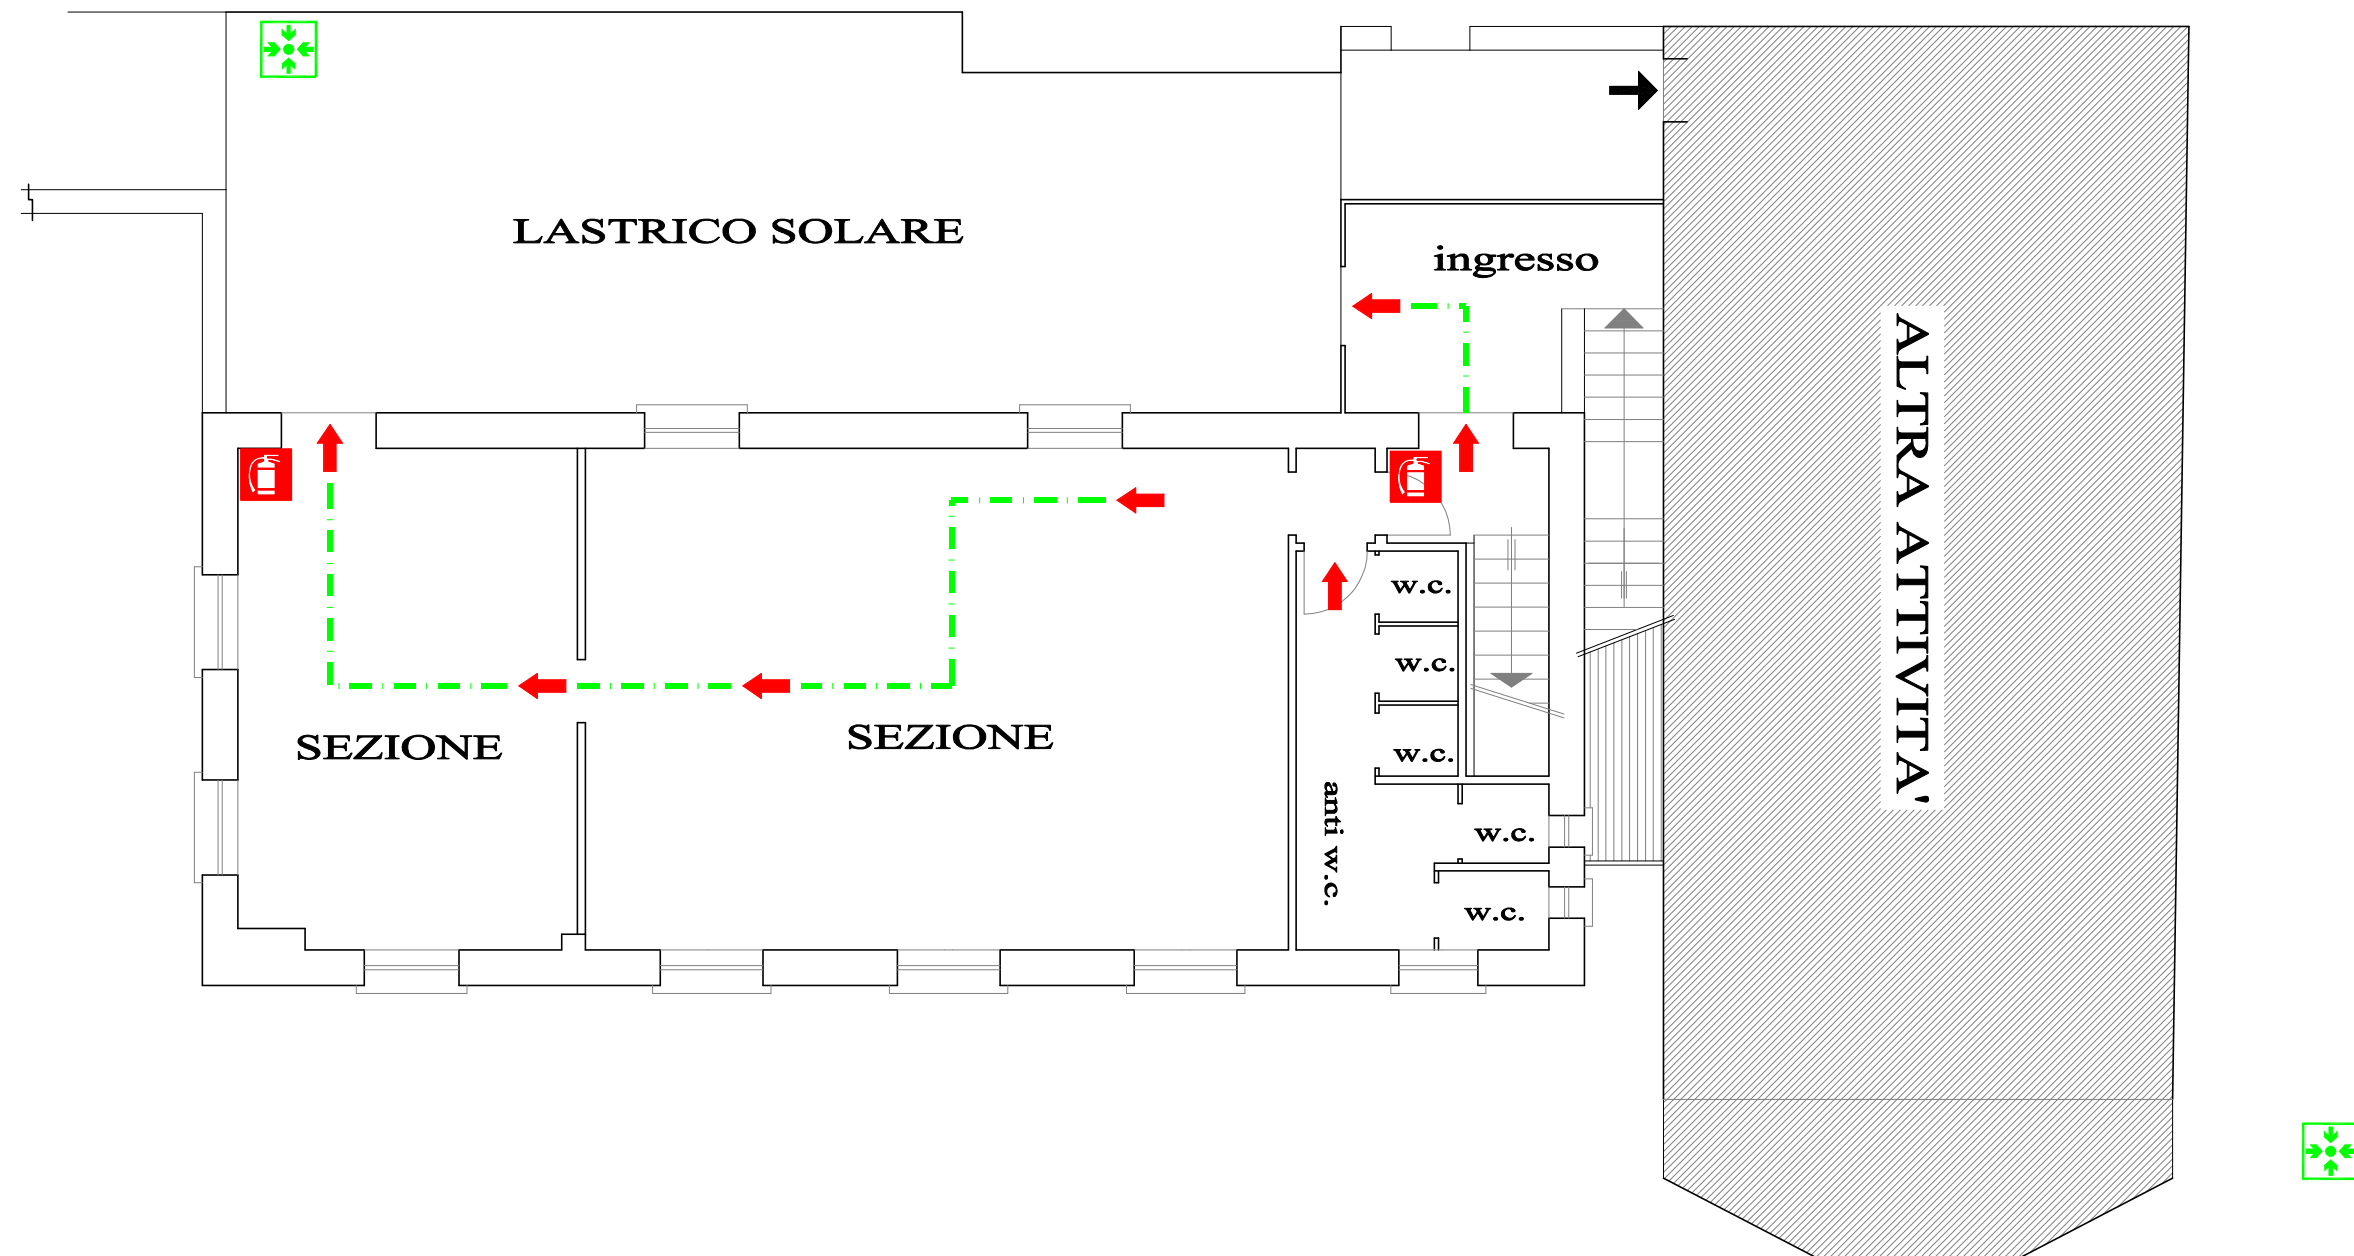 LASTRICO SOLARE
ingresso
ALTRA ATTIVITA'
w.c.
w.c.
SEZIONE
SEZIONE
w.c.
anti w.c.
w.c.
w.c.